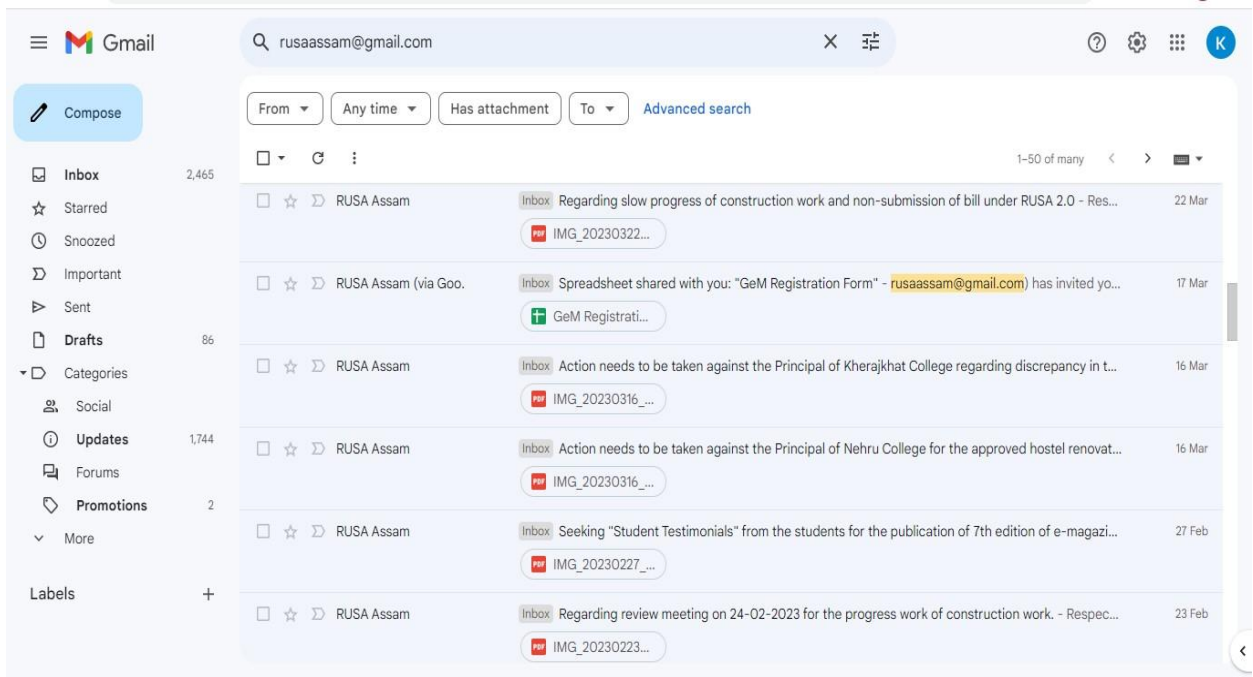 Gmail
rusaassam@gmail.com
K
Compose
From Any time Has attachment To Advanced search
1–50 of many
Inbox 2,465
Starred
Snoozed
Important
Sent
Drafts 86
Categories
Social
Updates 1,744
Forums
Promotions 2
More
Labels
RUSA Assam Inbox Regarding slow progress of construction work and non-submission of bill under RUSA 2.0 - Res... 22 Mar
PDF IMG_20230322...
RUSA Assam (via Goo. Inbox Spreadsheet shared with you: "GeM Registration Form" - rusaassam@gmail.com) has invited yo... 17 Mar
GeM Registrati...
RUSA Assam Inbox Action needs to be taken against the Principal of Kherajkhat College regarding discrepancy in t... 16 Mar
PDF IMG_20230316_...
RUSA Assam Inbox Action needs to be taken against the Principal of Nehru College for the approved hostel renovat... 16 Mar
PDF IMG_20230316_...
RUSA Assam Inbox Seeking "Student Testimonials" from the students for the publication of 7th edition of e-magazi... 27 Feb
PDF IMG_20230227_...
RUSA Assam Inbox Regarding review meeting on 24-02-2023 for the progress work of construction work. - Respec... 23 Feb
PDF IMG_20230223...